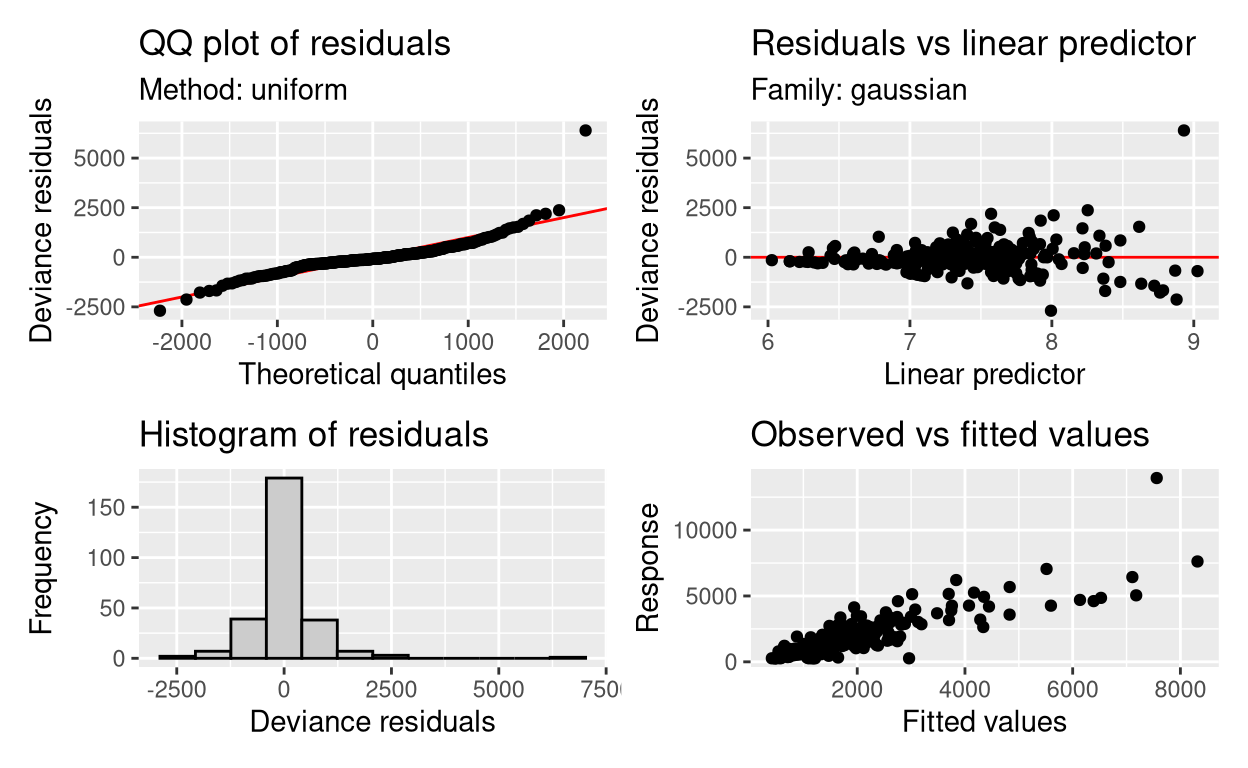 QQ plot of residuals
Method: uniform
Deviance residuals
5000
2500
0
-2500
-2000 -1000 0 1000 2000
Theoretical quantiles
Residuals vs linear predictor
Family: gaussian
Deviance residuals
5000
2500
0
-2500
6 7 8 9
Linear predictor
Histogram of residuals
Frequency
150
100
50
0
-2500 0 2500 5000 750
Deviance residuals
Observed vs fitted values
Response
10000
5000
0
2000 4000 6000 8000
Fitted values